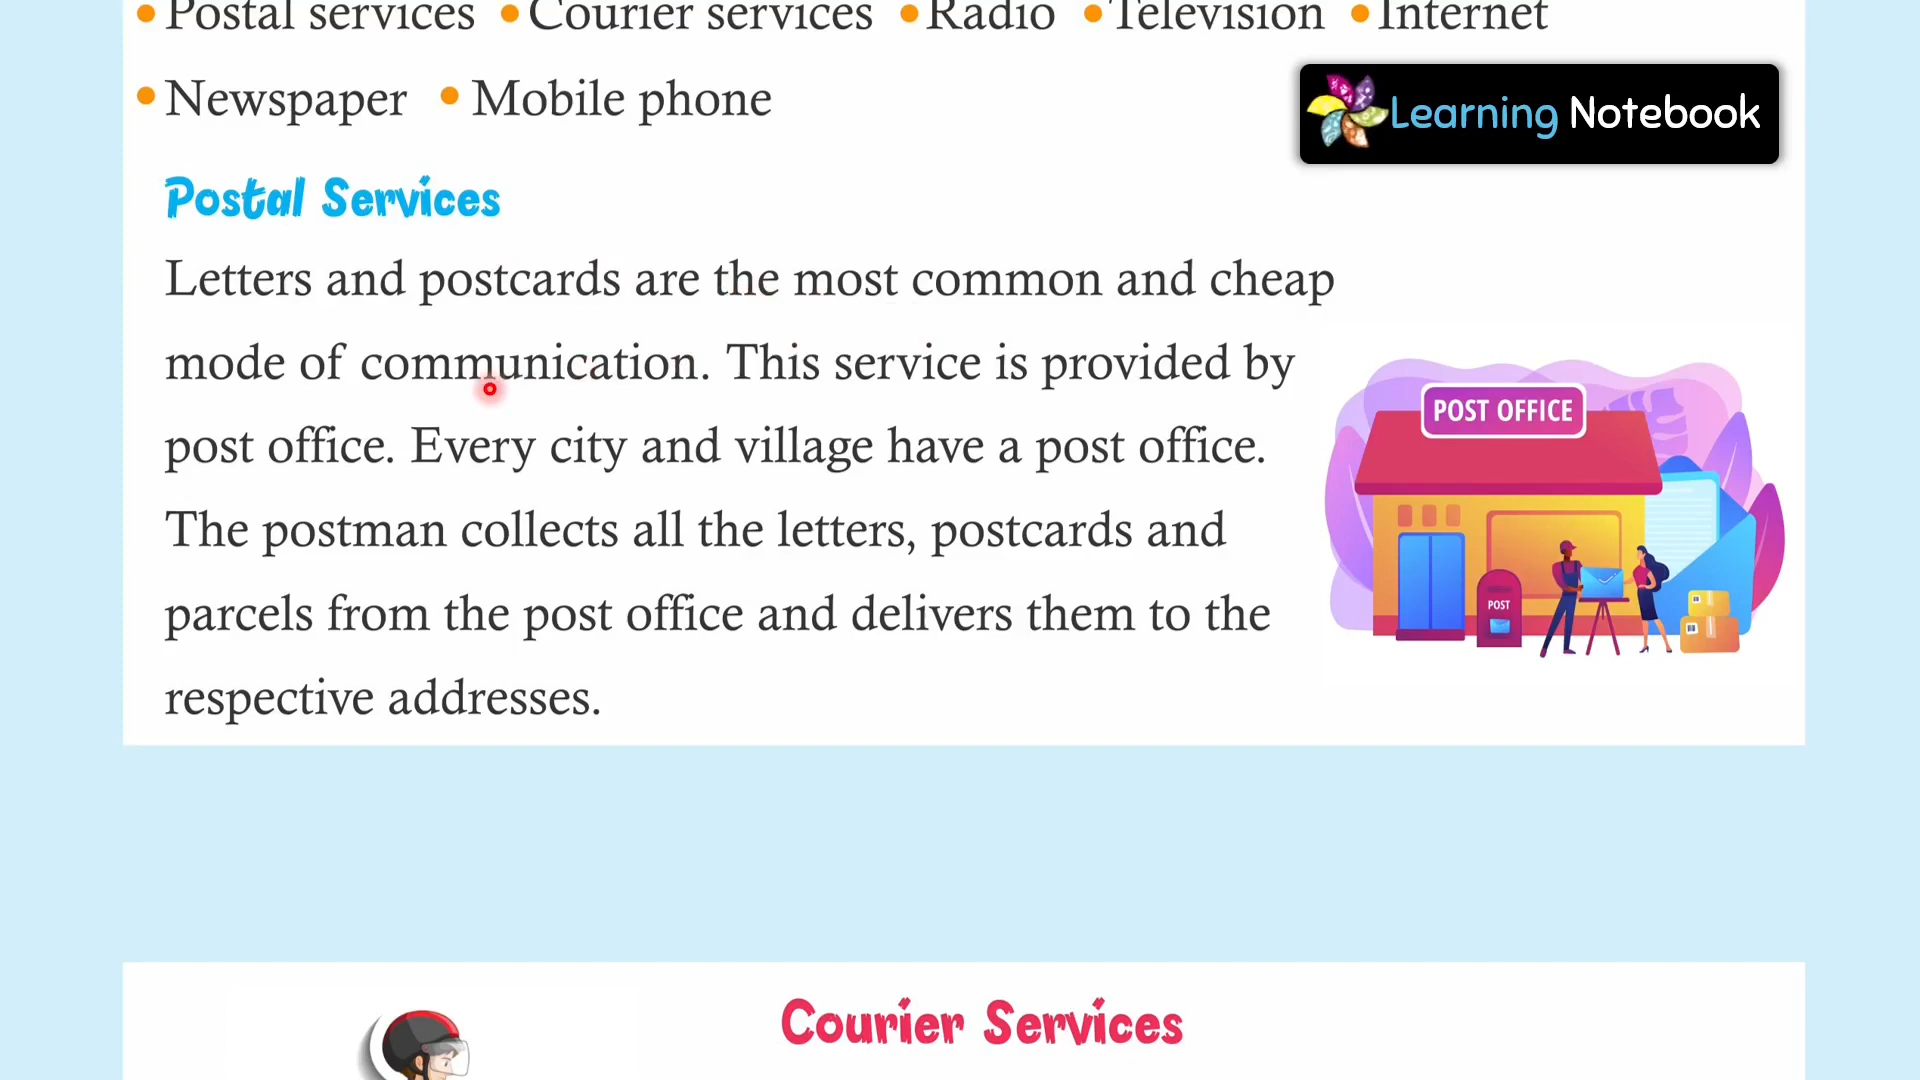 • Postal services • Courier services • Radio • Television • Internet
• Newspaper • Mobile phone
Learning Notebook
Postal Services
Letters and postcards are the most common and cheap
mode of communication. This service is provided by
post office. Every city and village have a post office.
The postman collects all the letters, postcards and
parcels from the post office and delivers them to the
respective addresses.
POST OFFICE
POST
Courier Services